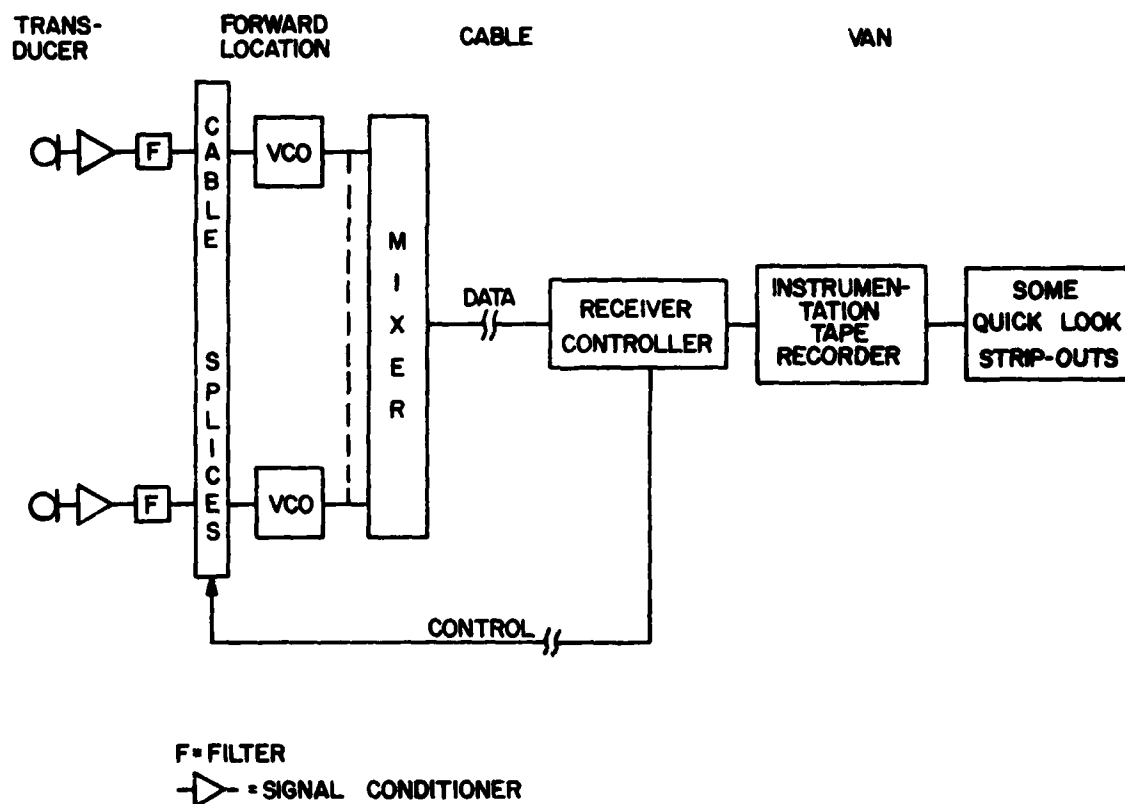 TRANS-
DUCER
FORWARD
LOCATION
CABLE
VAN
F
CABLE SPLICES
VCO
MIXER
DATA
RECEIVER
CONTROLLER
INSTRUMEN-
TATION
TAPE
RECORDER
SOME
QUICK LOOK
STRIP-OUTS
F
VCO
CONTROL
F = FILTER
= SIGNAL CONDITIONER